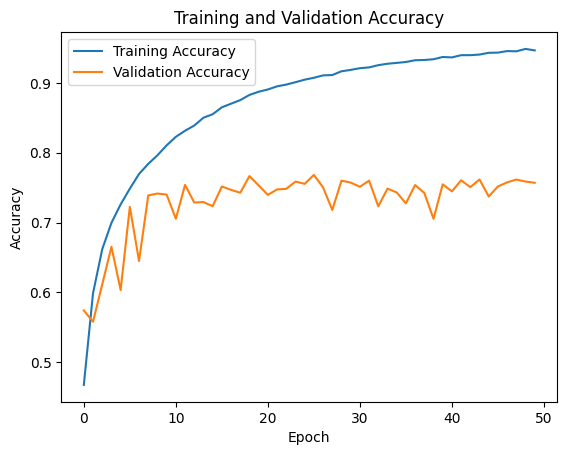 Training and Validation Accuracy
Training Accuracy
Validation Accuracy
Accuracy
0.9
0.8
0.7
0.6
0.5
0
10
20
30
40
50
Epoch